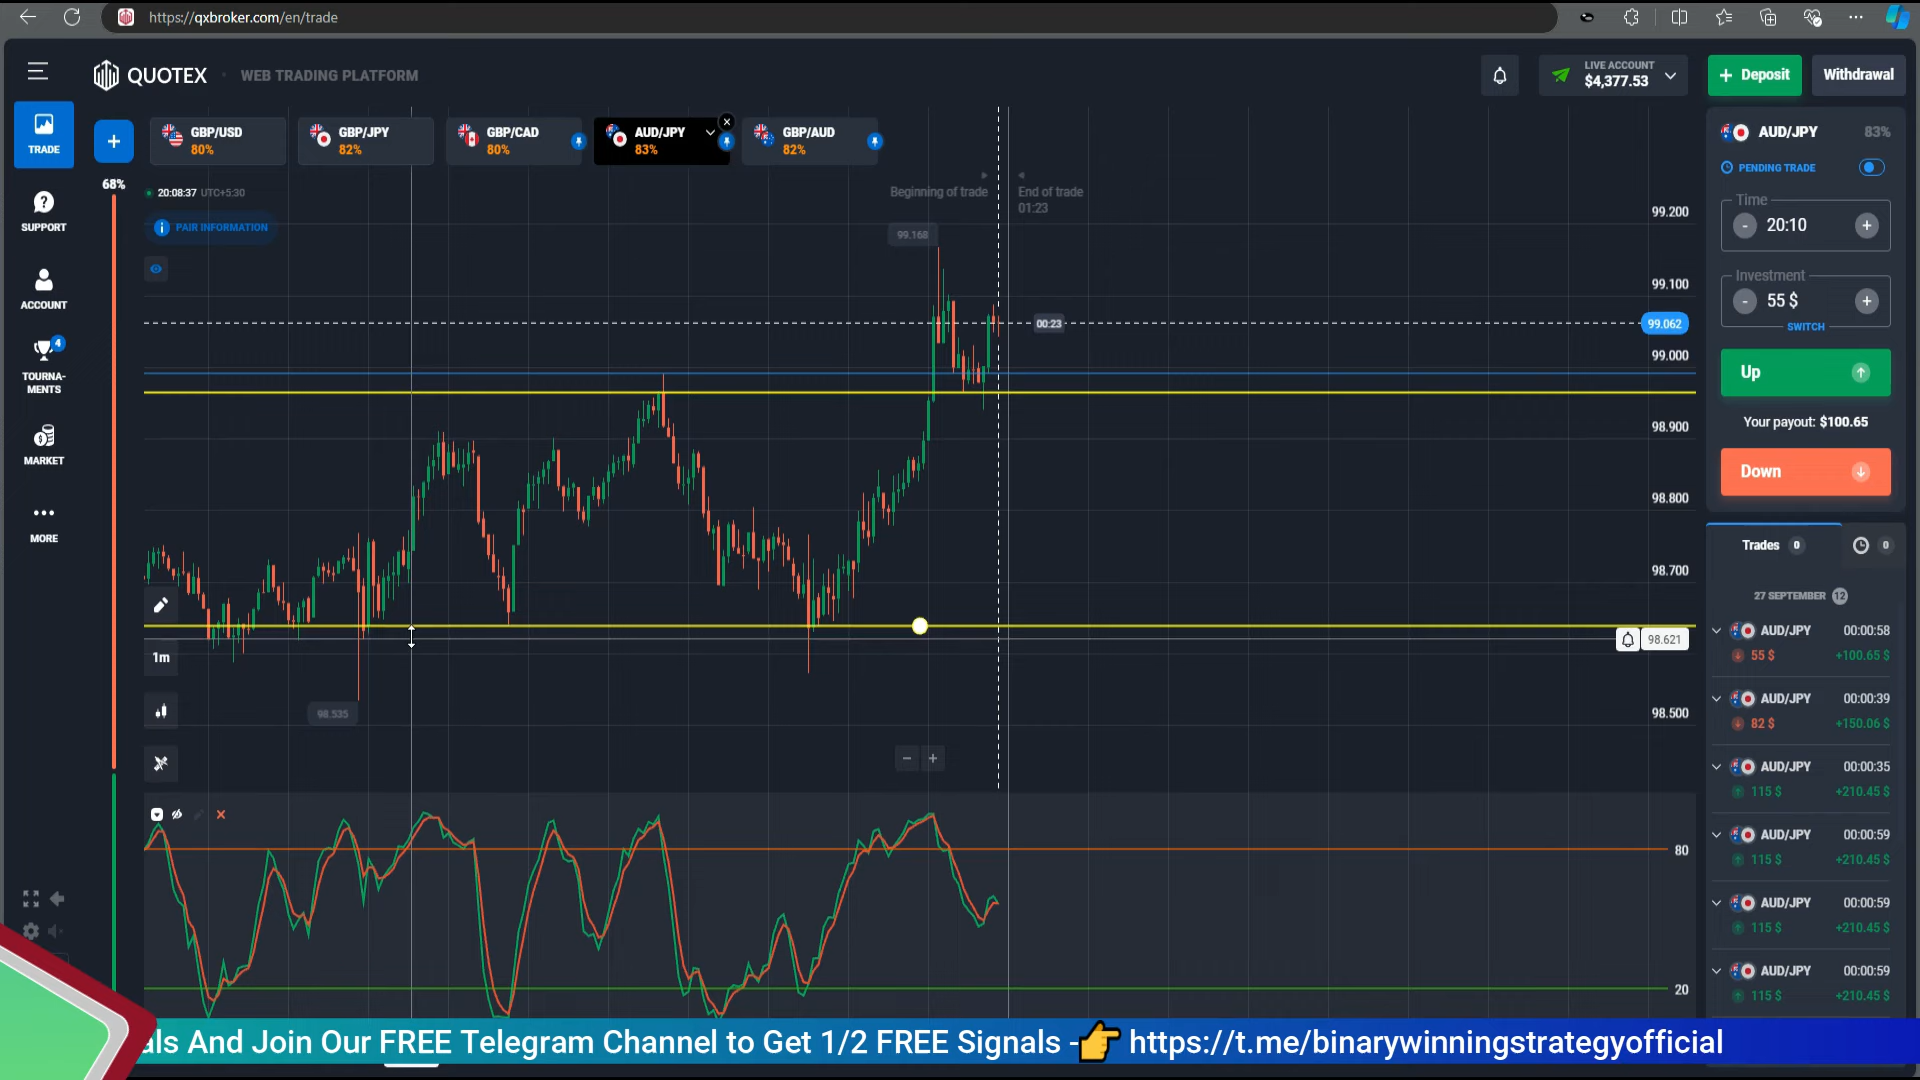 https://qxbroker.com/en/trade
QUOTEX
WEB TRADING PLATFORM
LIVE ACCOUNT
$4,377.53
+ Deposit
Withdrawal
TRADE
SUPPORT
ACCOUNT
4
TOURNA-
MENTS
MARKET
MORE
+
GBP/USD
80%
GBP/JPY
82%
GBP/CAD
80%
AUD/JPY
83%
GBP/AUD
82%
68%
20:08:37 UTC+5:30
PAIR INFORMATION
Beginning of trade
End of trade
01:23
99.168
00:23
98.535
1m
99.200
99.100
99.062
99.000
98.900
98.800
98.700
98.621
98.500
80
20
AUD/JPY 83%
PENDING TRADE
Time
- 20:10 +
Investment
- 55 $ +
SWITCH
Up
Your payout: $100.65
Down
Trades 0
0
27 SEPTEMBER 12
AUD/JPY 00:00:58
55 $ +100.65 $
AUD/JPY 00:00:39
82 $ +150.06 $
AUD/JPY 00:00:35
115 $ +210.45 $
AUD/JPY 00:00:59
115 $ +210.45 $
AUD/JPY 00:00:59
115 $ +210.45 $
AUD/JPY 00:00:59
115 $ +210.45 $
als And Join Our FREE Telegram Channel to Get 1/2 FREE Signals - https://t.me/binarywinningstrategyofficial